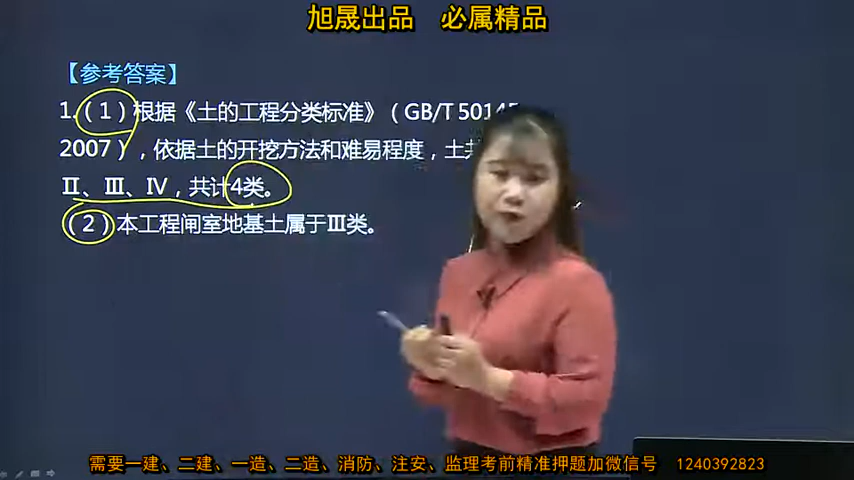 旭晟出品 必属精品
【参考答案】
1.（1）根据《土的工程分类标准》（GB/T 50145
2007），依据土的开挖方法和难易程度，土共
Ⅱ、Ⅲ、Ⅳ，共计4类。
（2）本工程闸室地基土属于Ⅲ类。
需要一建、二建、一造、二造、消防、注安、监理考前精准押题加微信号 1240392823